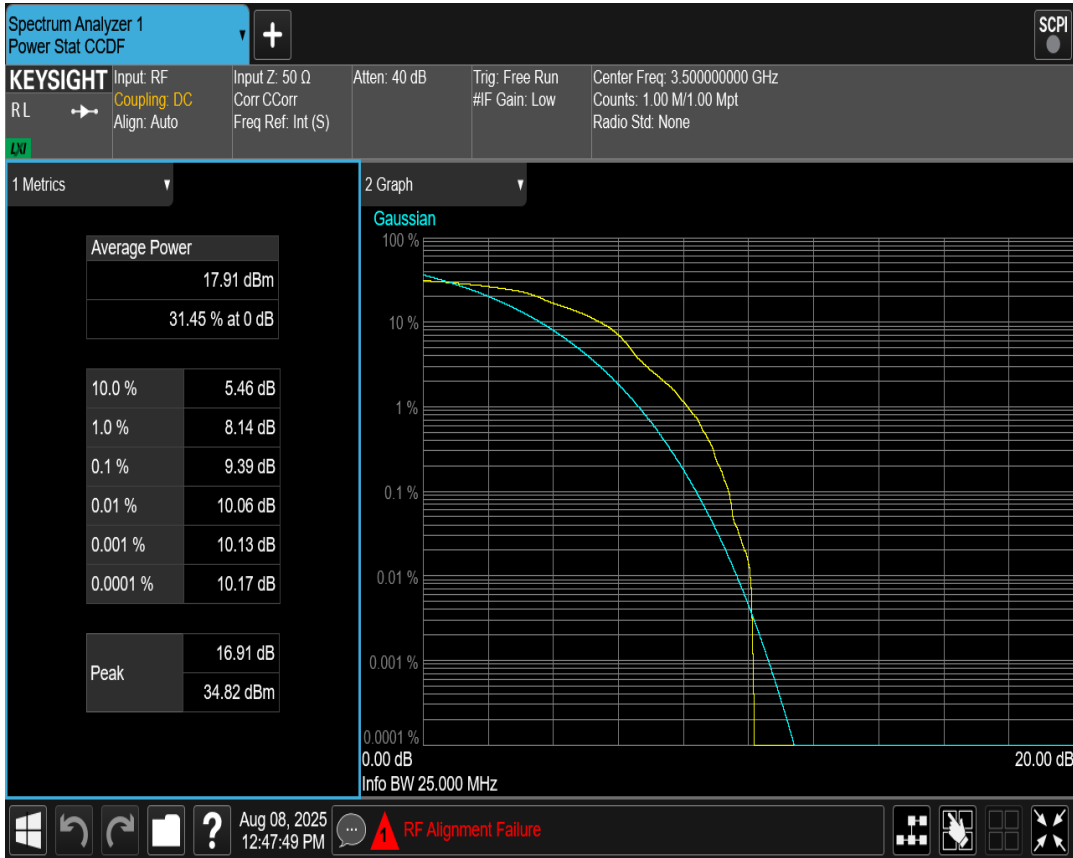 Spectrum Analyzer 1
Power Stat CCDF
+
SCPI
KEYSIGHT
R L
LXI
Input: RF
Coupling: DC
Align: Auto
Input Z: 50 Ω
Corr CCorr
Freq Ref: Int (S)
Atten: 40 dB
Trig: Free Run
#IF Gain: Low
Center Freq: 3.500000000 GHz
Counts: 1.00 M/1.00 Mpt
Radio Std: None
1 Metrics
Average Power
17.91 dBm
31.45 % at 0 dB
10.0 % 5.46 dB
1.0 % 8.14 dB
0.1 % 9.39 dB
0.01 % 10.06 dB
0.001 % 10.13 dB
0.0001 % 10.17 dB
Peak
16.91 dB
34.82 dBm
2 Graph
Gaussian
100 %
10 %
1 %
0.1 %
0.01 %
0.001 %
0.0001 %
0.00 dB 20.00 dB
Info BW 25.000 MHz
?
Aug 08, 2025
12:47:49 PM
1
RF Alignment Failure